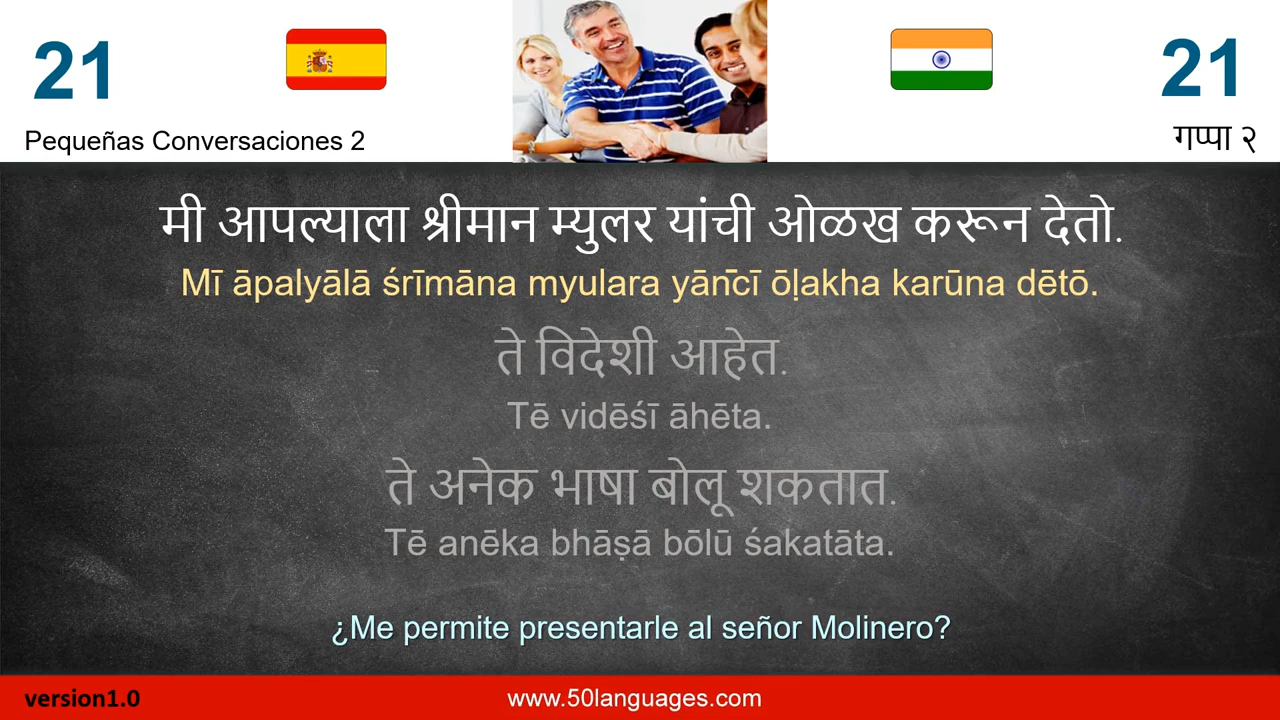 21
21
Pequeñas Conversaciones 2
गप्पा २
मी आपल्याला श्रीमान म्युलर यांची ओळख करून देतो.
Mī āpalyālā śrīmāna myulara yān̄cī ōḷakha karūna dētō.
ते विदेशी आहेत.
Tē vidēśī āhēta.
ते अनेक भाषा बोलू शकतात.
Tē anēka bhāṣā bōlū śakatāta.
¿Me permite presentarle al señor Molinero?
version1.0
www.50languages.com